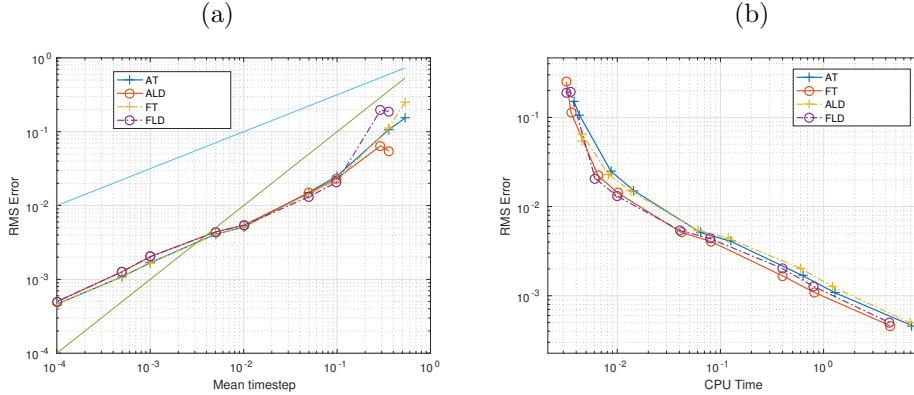 (a)
(b)
10^0
10^-1
10^-2
10^-3
10^-4
RMS Error
AT
ALD
FT
FLD
10^-4
10^-3
10^-2
10^-1
10^0
Mean timestep
10^-1
10^-2
10^-3
RMS Error
AT
FT
ALD
FLD
10^-2
10^-1
10^0
CPU Time